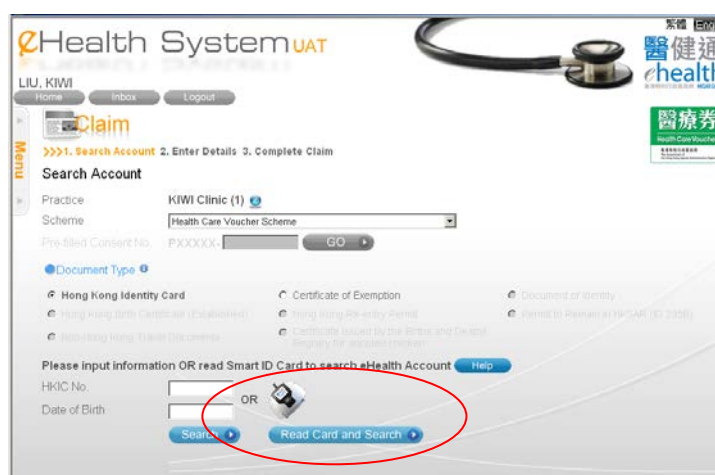 繁體 Eng
eHealth System UAT
醫健通
ehealth
LIU, KIWI
Home Inbox Logout
醫療券
Health Care Voucher
Claim
Menu
>>>1. Search Account 2. Enter Details 3. Complete Claim
Search Account
Practice KIWI Clinic (1)
Scheme Health Care Voucher Scheme
Pre-filled Consent No. PXXXXX- GO
Document Type
Hong Kong Identity Card Certificate of Exemption Document of Identity
Hong Kong Birth Certificate (Established) Hong Kong Re-entry Permit Permit to Remain in HKSAR (ID 235B)
Non-Hong Kong Travel Documents Certificate issued by the Births and Deaths
Registry for adopted children
Please input information OR read Smart ID Card to search eHealth Account Help
HKIC No.
OR
Date of Birth
Search Read Card and Search